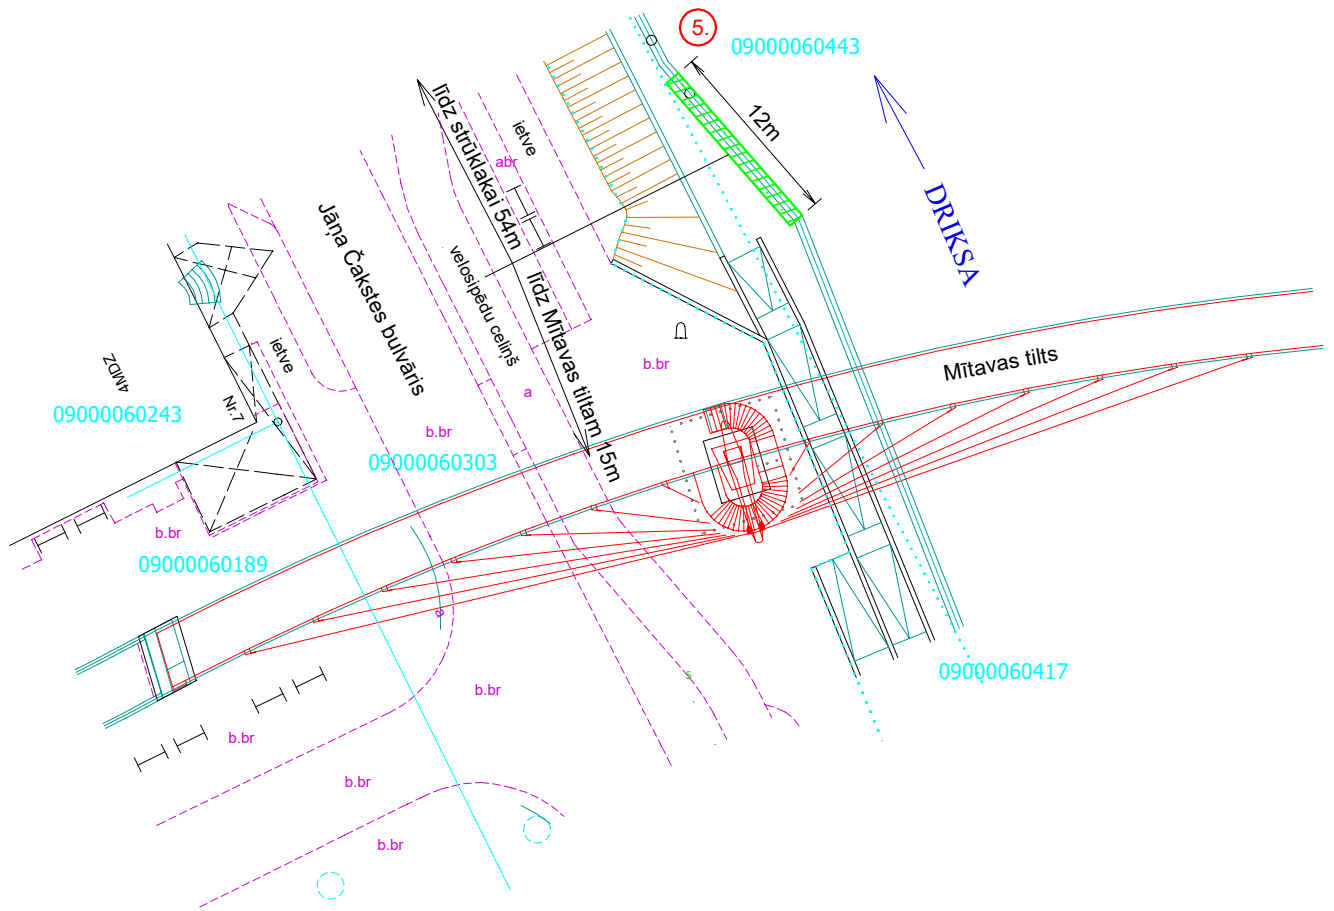 5.
09000060443
12m
DRIKSA
līdz strūklakai 54m
ietve
abr
Jāņa Čakstes bulvāris
velosipēdu celiņš
līdz Mītavas tiltam 15m
b.br
Mītavas tilts
4MDZ
ietve
Nr.7
09000060243
a
b.br
09000060303
b.br
09000060189
a
s
09000060417
b.br
b.br
b.br
b.br